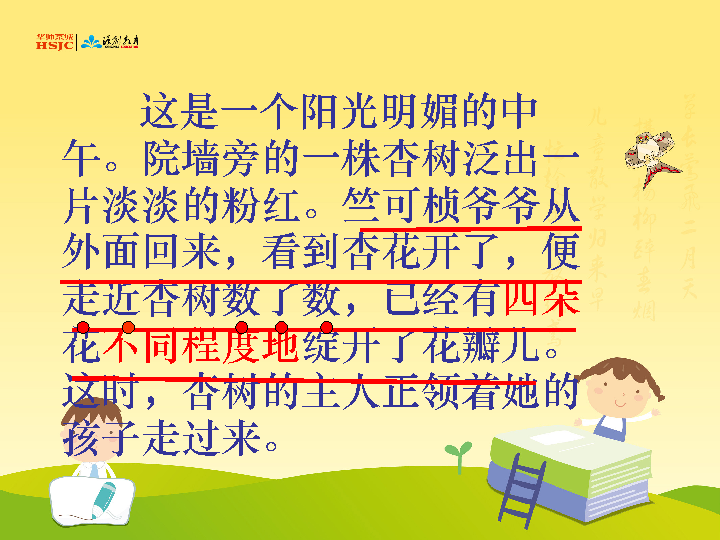 华师京城
HSJC
这是一个阳光明媚的中
午。院墙旁的一株杏树泛出一
片淡淡的粉红。竺可桢爷爷从
外面回来，看到杏花开了，便
走近杏树数了数，已经有四朵
花不同程度地绽开了花瓣儿。
这时，杏树的主人正领着她的
孩子走过来。